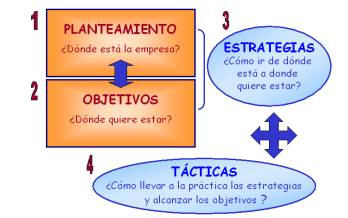 1
PLANTEAMIENTO
¿Dónde está la empresa?
2
OBJETIVOS
¿Dónde quiere estar?
3
ESTRATEGIAS
¿Cómo ir de dónde
está a donde
quiere estar?
4
TÁCTICAS
¿Cómo llevar a la práctica las estrategias
y alcanzar los objetivos ?